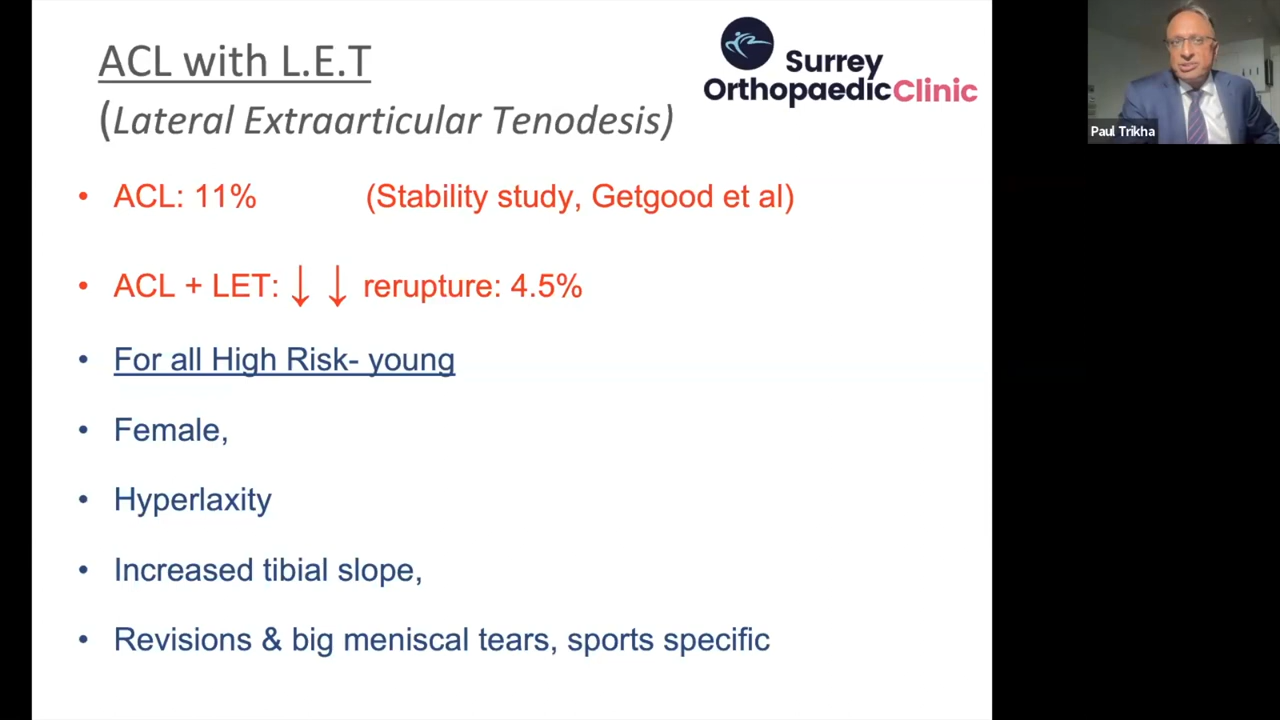 ACL with L.E.T
(Lateral Extraarticular Tenodesis)
Surrey
OrthopaedicClinic
Paul Trikha
• ACL: 11% (Stability study, Getgood et al)
• ACL + LET: ↓ ↓ rerupture: 4.5%
• For all High Risk- young
• Female,
• Hyperlaxity
• Increased tibial slope,
• Revisions & big meniscal tears, sports specific